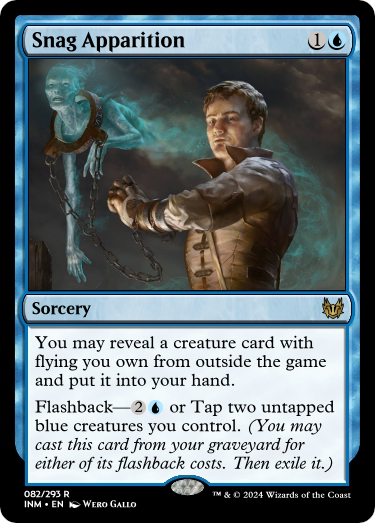 Snag Apparition 1
Sorcery
You may reveal a creature card with
flying you own from outside the game
and put it into your hand.
Flashback—2 or Tap two untapped
blue creatures you control. (You may
cast this card from your graveyard for
either of its flashback costs. Then exile it.)
082/293 R
INM • EN Wero Gallo
™ & © 2024 Wizards of the Coast